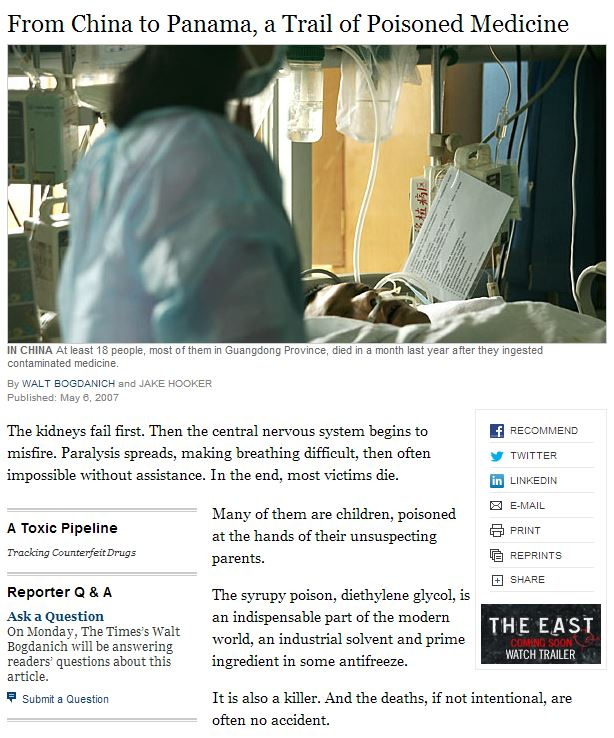 From China to Panama, a Trail of Poisoned Medicine
IN CHINA At least 18 people, most of them in Guangdong Province, died in a month last year after they ingested
contaminated medicine.
By WALT BOGDANICH and JAKE HOOKER
Published: May 6, 2007
The kidneys fail first. Then the central nervous system begins to
misfire. Paralysis spreads, making breathing difficult, then often
impossible without assistance. In the end, most victims die.
Many of them are children, poisoned
at the hands of their unsuspecting
parents.
The syrupy poison, diethylene glycol, is
an indispensable part of the modern
world, an industrial solvent and prime
ingredient in some antifreeze.
It is also a killer. And the deaths, if not intentional, are
often no accident.
A Toxic Pipeline
Tracking Counterfeit Drugs
Reporter Q & A
Ask a Question
On Monday, The Times's Walt
Bogdanich will be answering
readers' questions about this
article.
Submit a Question
RECOMMEND
TWITTER
LINKEDIN
E-MAIL
PRINT
REPRINTS
SHARE
THE EAST
COMING SOON
WATCH TRAILER